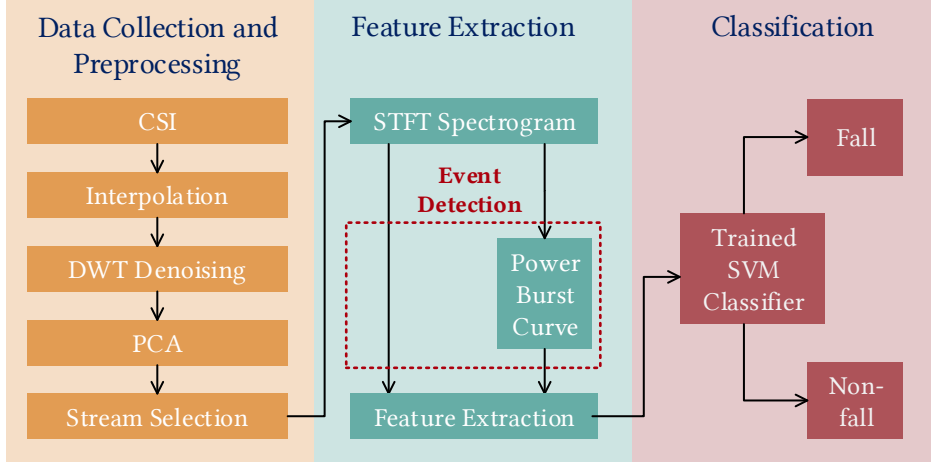 Data Collection and
Preprocessing
CSI
Interpolation
DWT Denoising
PCA
Stream Selection
Feature Extraction
STFT Spectrogram
Event
Detection
Power
Burst
Curve
Feature Extraction
Classification
Fall
Trained
SVM
Classifier
Non-
fall